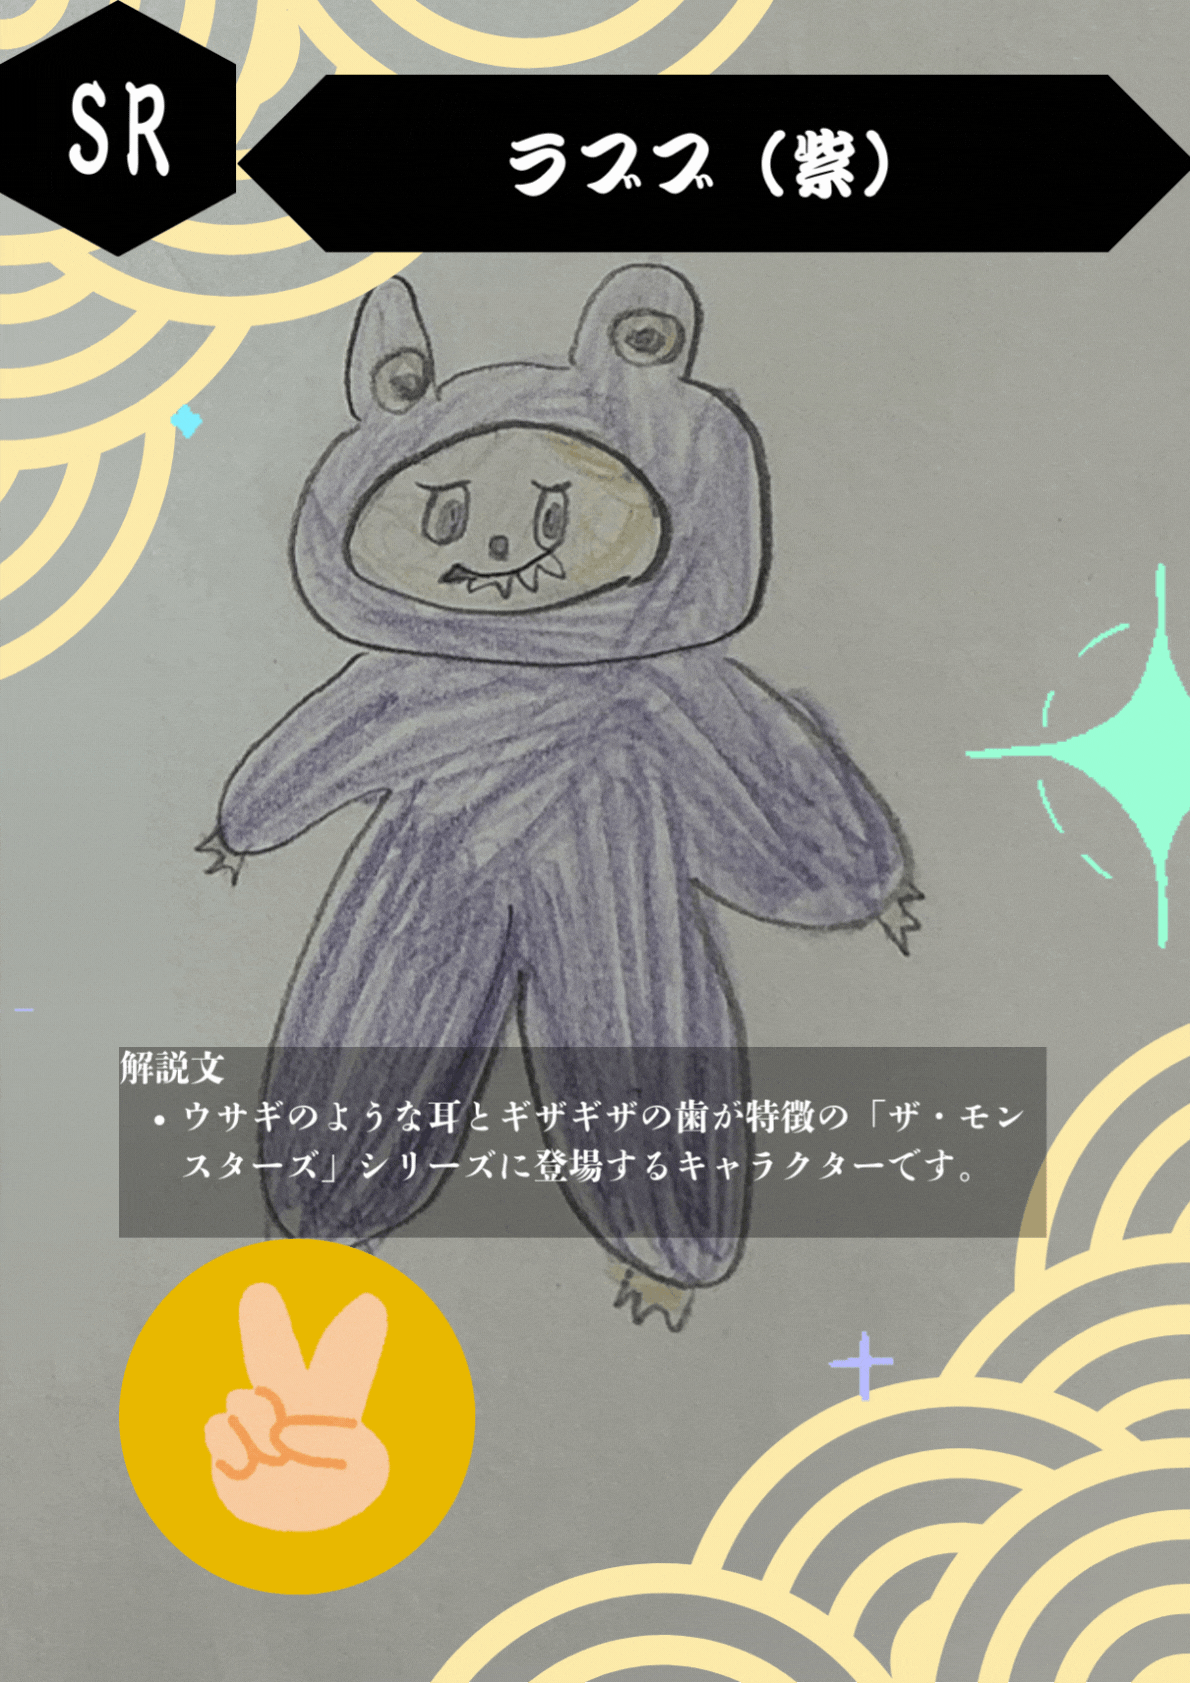 SR
ラブブ（紫）
解説文
• ウサギのような耳とギザギザの歯が特徴の「ザ・モン
スターズ」シリーズに登場するキャラクターです。